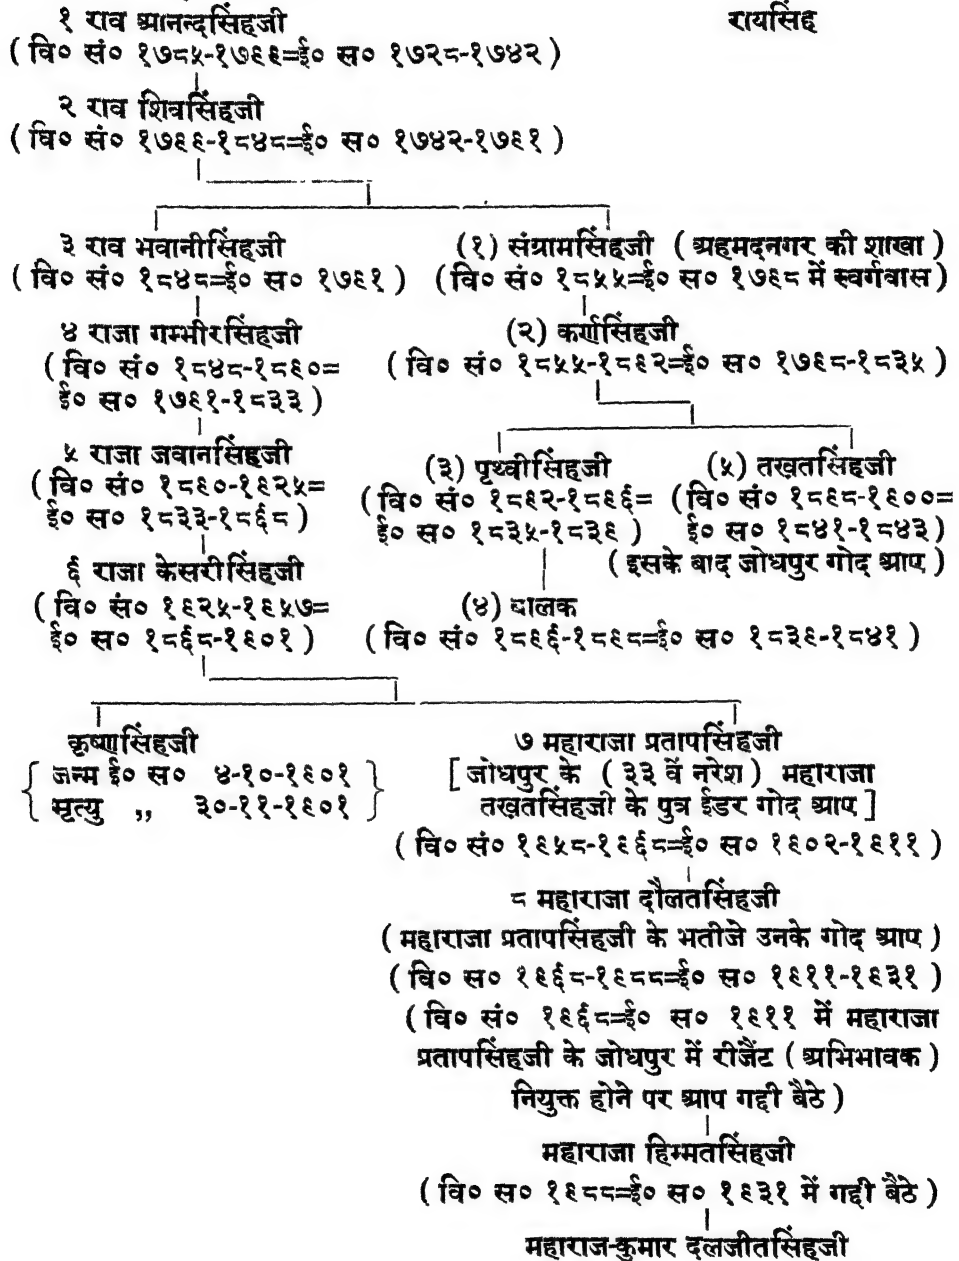 १ राव आनन्दसिंहजी रायसिंह
( वि० सं० १७८५-१७९९=ई० स० १७२८-१७४२ )
२ राव शिवसिंहजी
( वि० सं० १७९९-१८४८=ई० स० १७४२-१७९१ )
३ राव भवानीसिंहजी (१) संग्रामसिंहजी ( अहमदनगर की शाखा )
( वि० सं० १८४८=ई० स० १७९१ ) ( वि० सं० १८५५=ई० स० १७९८ में स्वर्गवास )
४ राजा गम्भीरसिंहजी (२) कर्णसिंहजी
( वि० सं० १८४८-१८९०= ( वि० सं० १८५५-१८९२=ई० स० १७९८-१८३५ )
ई० स० १७९१-१८३३ )
५ राजा जवानसिंहजी (३) पृथ्वीसिंहजी (५) तख़तसिंहजी
( वि० सं० १८९०-१९२५= ( वि० सं० १८९२-१८९६= ( वि० सं० १८९८-१९००=
ई० स० १८३३-१८६८ ) ई० स० १८३५-१८३९ ) ई० स० १८४१-१८४३ )
( इसके बाद जोधपुर गोद आए )
६ राजा केसरीसिंहजी
( वि० सं० १९२५-१९५७= (४) बालक
ई० स० १८६८-१९०१ ) ( वि० सं० १८९६-१८९८=ई० स० १८३९-१८४१ )
कृष्णसिंहजी ७ महाराजा प्रतापसिंहजी
{ जन्म ई० स० ४-१०-१९०१ } [ जोधपुर के ( ३३ वें नरेश ) महाराजा
{ मृत्यु ,, ३०-११-१९०१ } तख़तसिंहजी के पुत्र ईडर गोद आए ]
( वि० सं० १९५८-१९६८=ई० स० १९०२-१९११ )
८ महाराजा दौलतसिंहजी
( महाराजा प्रतापसिंहजी के भतीजे उनके गोद आए )
( वि० स० १९६८-१९८८=ई० स० १९११-१९३१ )
( वि० सं० १९६८=ई० स० १९११ में महाराजा
प्रतापसिंहजी के जोधपुर में रीजैंट ( अभिभावक )
नियुक्त होने पर आप गद्दी बैठे )
महाराजा हिम्मतसिंहजी
( वि० स० १९८८=ई० स० १९३१ में गद्दी बैठे )
महाराज-कुमार दलजीतसिंहजी